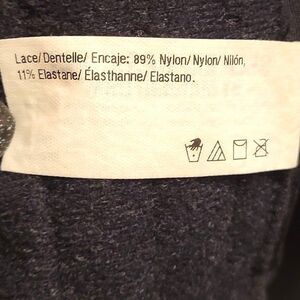 Lace/ Dentelle/ Encaje: 89% Nylon/ Nylon/ Nilón,
11% Elastane/ Élasthanne/ Elastano.